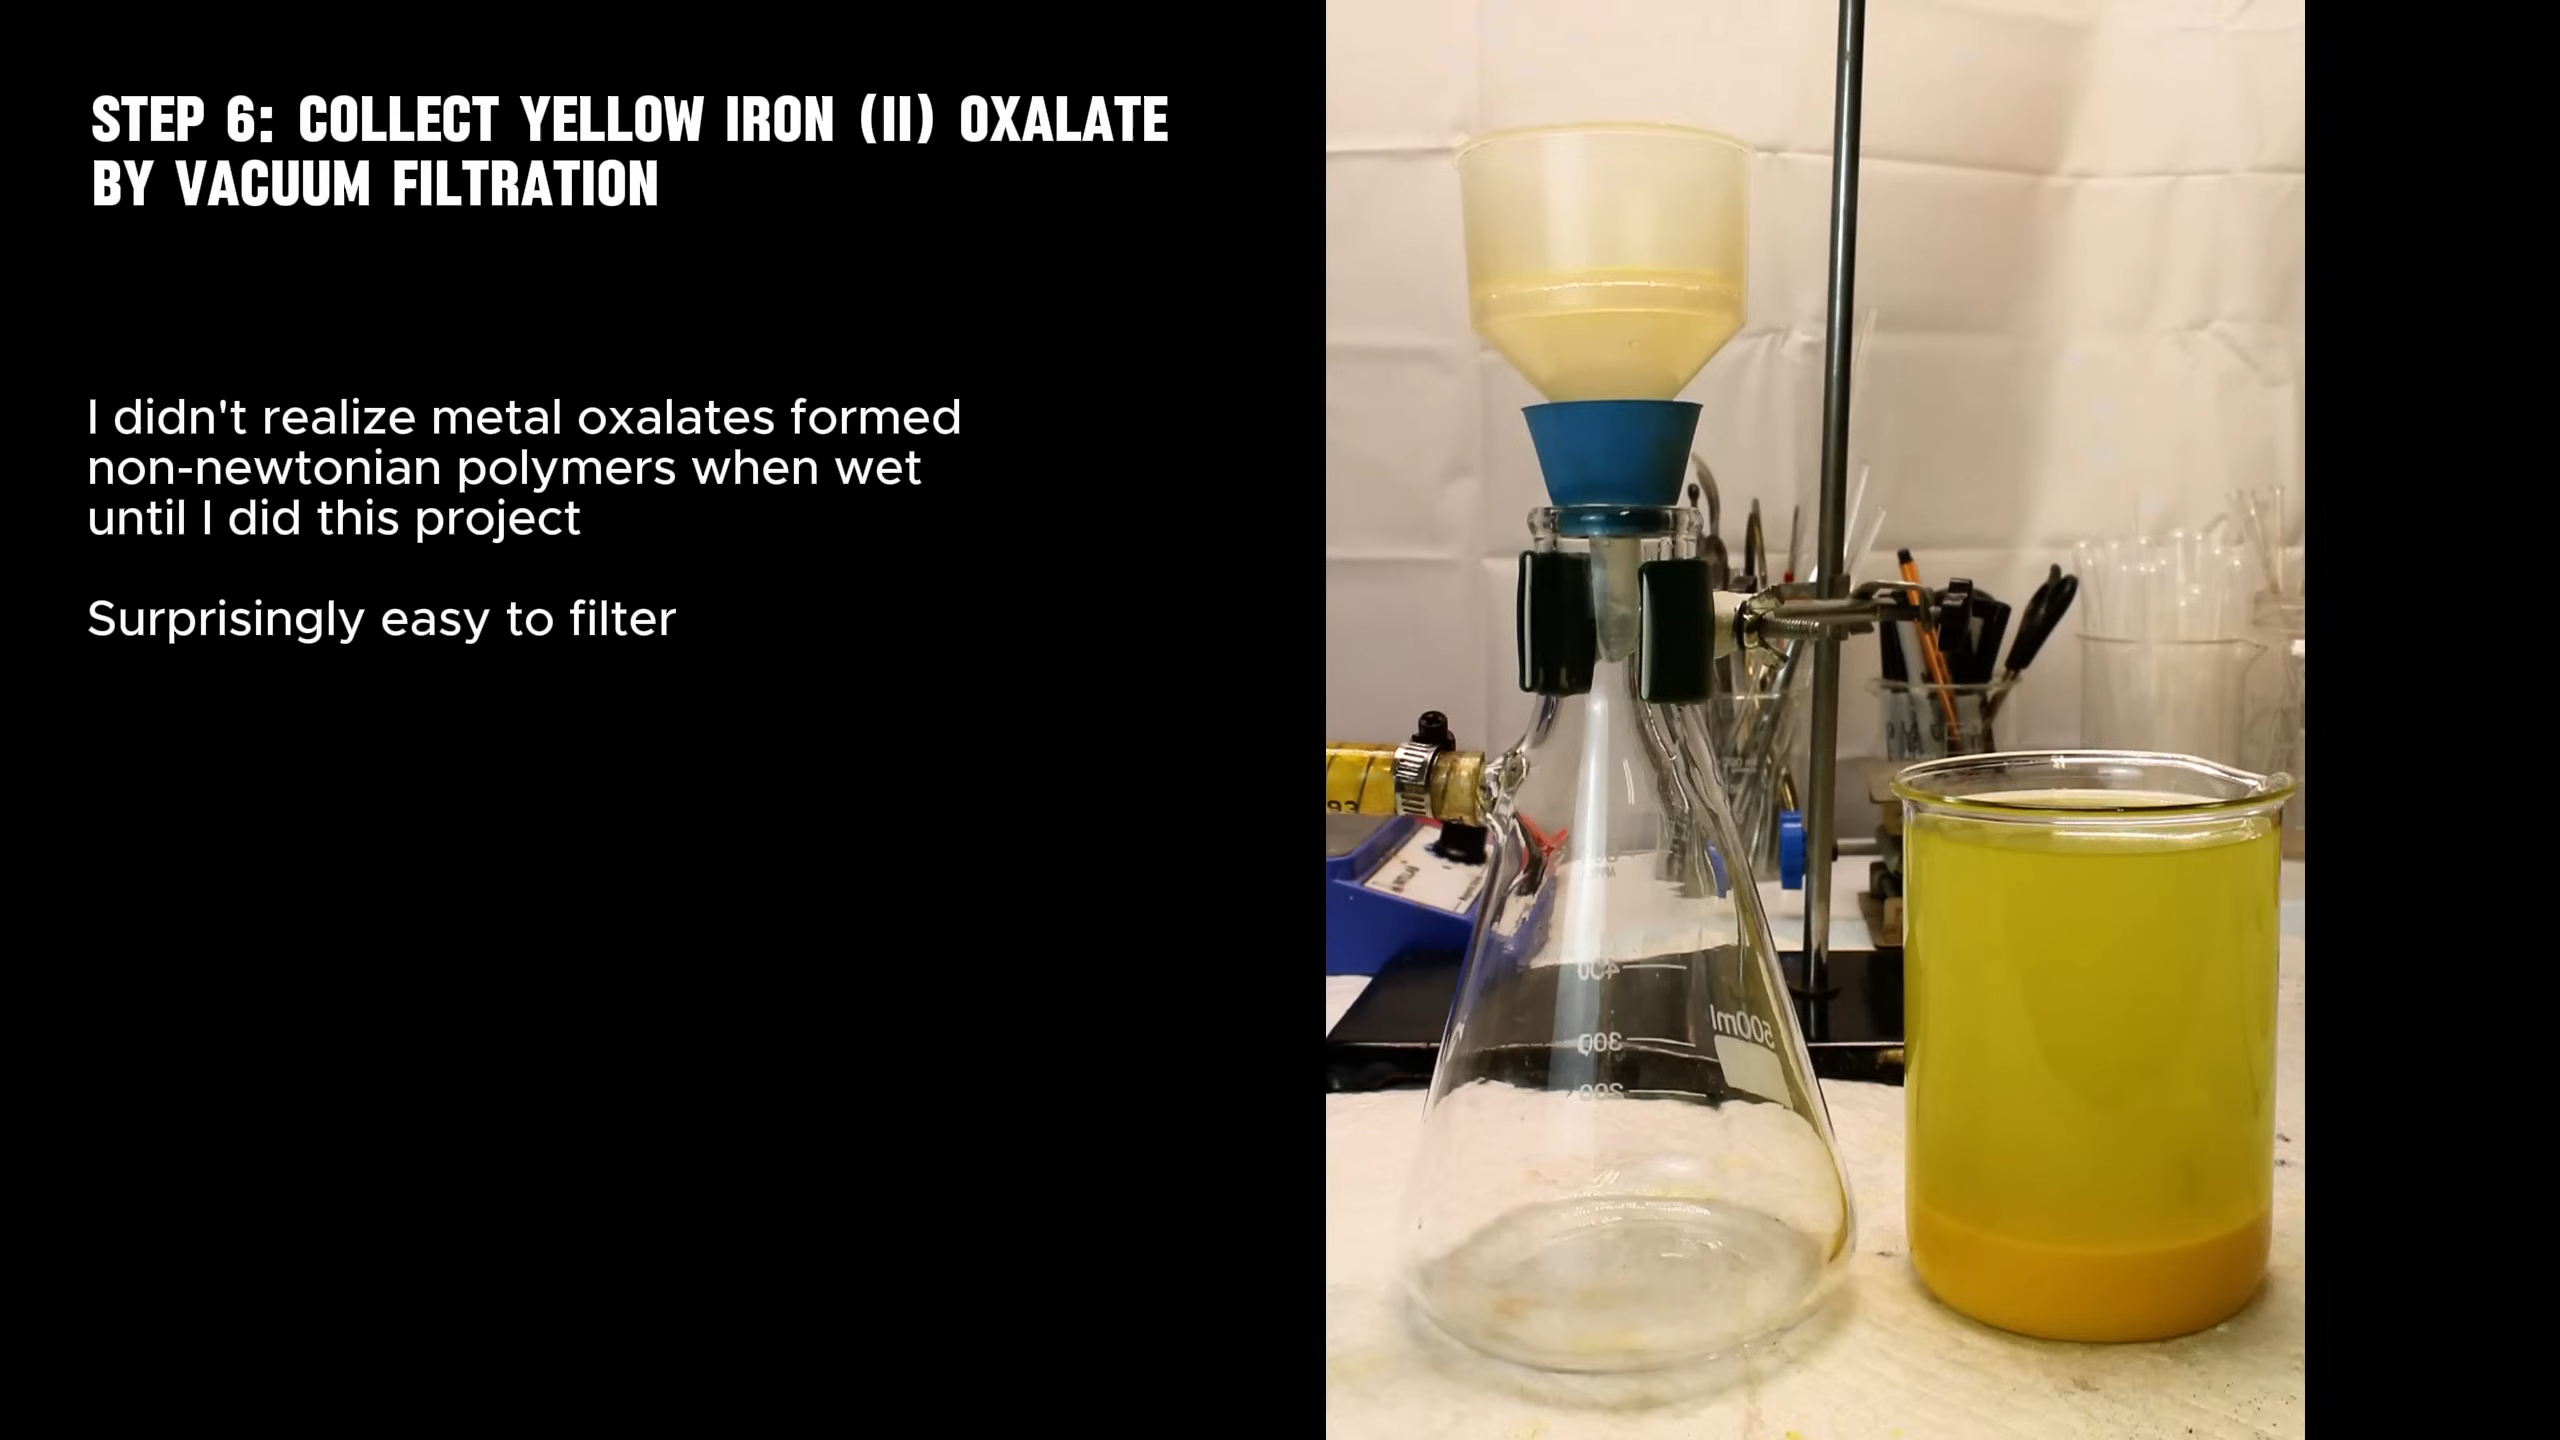 STEP 6: COLLECT YELLOW IRON (II) OXALATE
BY VACUUM FILTRATION
I didn't realize metal oxalates formed
non-newtonian polymers when wet
until I did this project
Surprisingly easy to filter
93
400
300
200
500ml